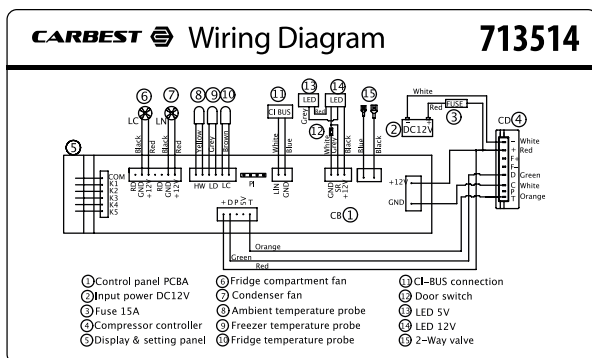 CARBEST Wiring Diagram 713514
⑥ ⑦ ⑧ ⑨ ⑩ ⑪ ⑬ ⑭ ⑮
LC LN
CI BUS
LED LED
Grey Red
⑫
White
Red
FUSE
③
② DC12V
CD ④
Black Red Black Red
Yellow Grey Brown
White Blue
White Grey Black
Blue Black
- White
+ Red
F+
F-
D Green
C White
P
T Orange
⑤
COM
K1
K2
K3
K4
K5
RD GND +12V RD GND +12V
HW LD LC
PI
LIN GND
GND SR +12V
+12V
GND
+ D P 5V T
CB ①
Orange
Green
Red
① Control panel PCBA
② Input power DC12V
③ Fuse 15A
④ Compressor controller
⑤ Display & setting panel
⑥ Fridge compartment fan
⑦ Condenser fan
⑧ Ambient temperature probe
⑨ Freezer temperature probe
⑩ Fridge temperature probe
⑪ CI-BUS connection
⑫ Door switch
⑬ LED 5V
⑭ LED 12V
⑮ 2-Way valve